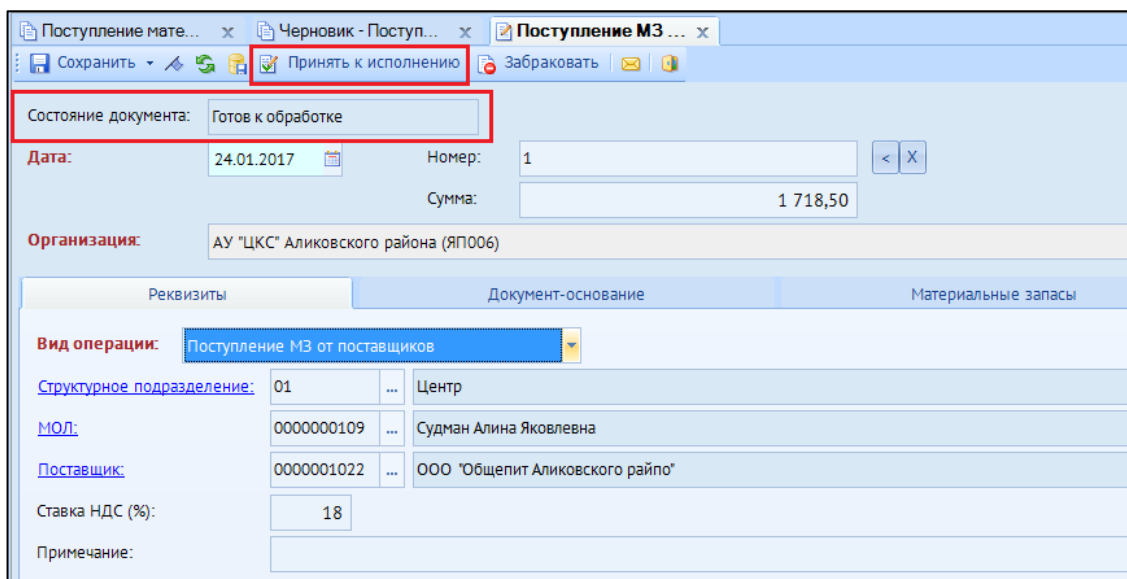 Поступление мате... x Черновик - Поступ... x Поступление МЗ ... x
Сохранить Принять к исполнению Забраковать
Состояние документа: Готов к обработке
Дата: 24.01.2017 Номер: 1 < X
Сумма: 1 718,50
Организация: АУ "ЦКС" Аликовского района (ЯП006)
Реквизиты Документ-основание Материальные запасы
Вид операции: Поступление МЗ от поставщиков
Структурное подразделение: 01 ... Центр
МОЛ: 0000000109 ... Судман Алина Яковлевна
Поставщик: 0000001022 ... ООО "Общепит Аликовского райпо"
Ставка НДС (%): 18
Примечание: